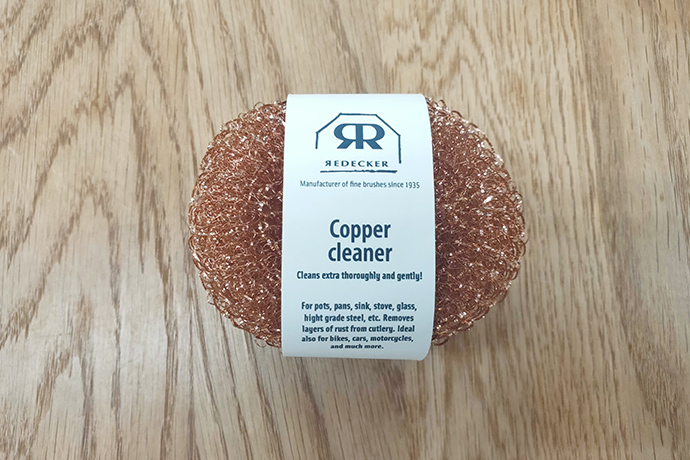 RR
REDECKER
Manufacturer of fine brushes since 1935
Copper
cleaner
Cleans extra thoroughly and gently!
For pots, pans, sink, stove, glass,
hight grade steel, etc. Removes
layers of rust from cutlery. Ideal
also for bikes, cars, motorcycles,
and much more.